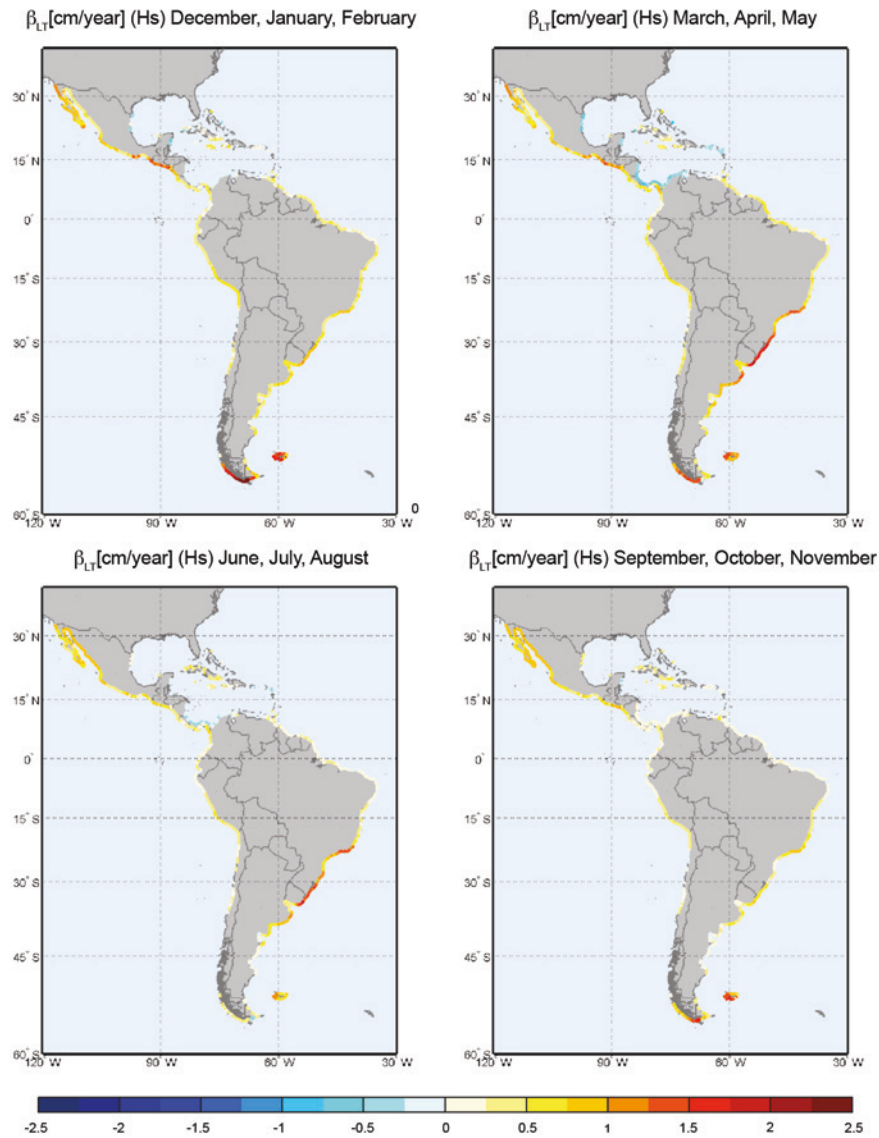 β_LT[cm/year] (Hs) December, January, February
β_LT[cm/year] (Hs) March, April, May
30° N
15° N
0°
15° S
30° S
45° S
60° S
120 W
90° W
60° W
30° W
0
30° N
15° N
0°
15° S
30° S
45° S
60° S
120 W
90° W
60° W
30° W
β_LT[cm/year] (Hs) June, July, August
β_LT[cm/year] (Hs) September, October, November
30° N
15° N
0°
15° S
30° S
45° S
60° S
120 W
90° W
60° W
30° W
30° N
15° N
0°
15° S
30° S
45° S
60° S
120 W
90° W
60° W
30° W
-2.5 -2 -1.5 -1 -0.5 0 0.5 1 1.5 2 2.5